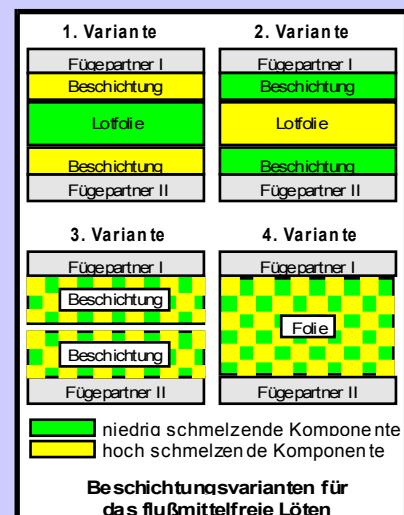 1. Variante
Fügepartner I
Beschichtung
Lotfolie
Beschichtung
Fügepartner II
2. Variante
Fügepartner I
Beschichtung
Lotfolie
Beschichtung
Fügepartner II
3. Variante
Fügepartner I
Beschichtung
Beschichtung
Fügepartner II
4. Variante
Fügepartner I
Folie
Fügepartner II
niedrig schmelzende Komponente
hoch schmelzende Komponente
Beschichtungsvarianten für
das flußmittelfreie Löten